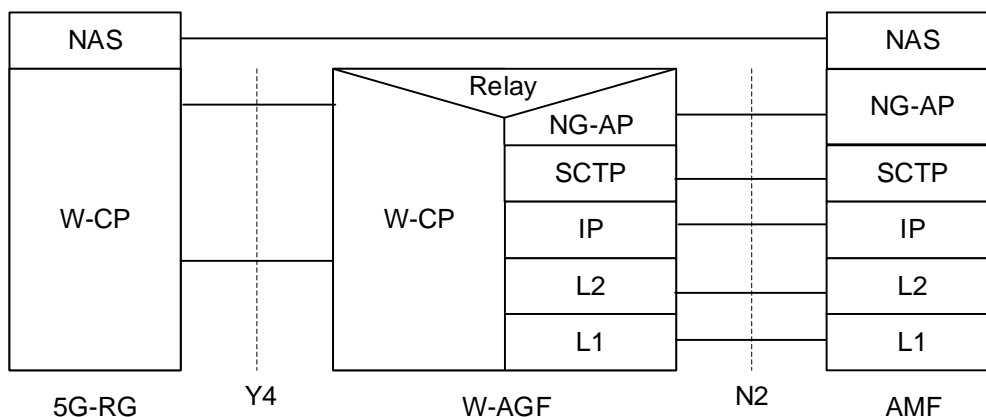 NAS
NAS
Relay
NG-AP
NG-AP
SCTP
SCTP
W-CP
W-CP
IP
IP
L2
L2
L1
L1
5G-RG
Y4
W-AGF
N2
AMF